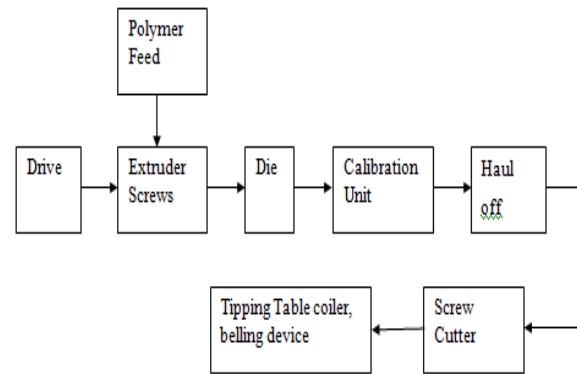 Polymer
Feed
Drive
Extruder
Screws
Die
Calibration
Unit
Haul
off
Tipping Table coiler,
belling device
Screw
Cutter